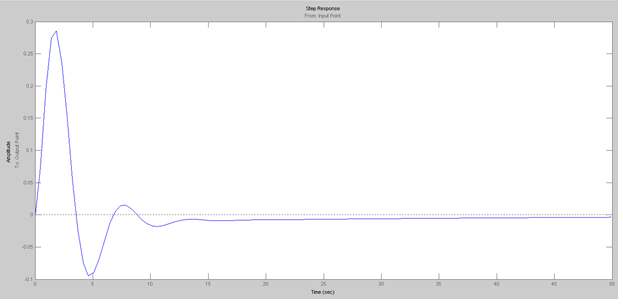 Step Response
From: Input Point
0.3
0.25
0.2
0.15
0.1
0.05
0
-0.05
-0.1
Amplitude
To: Output Point
0 5 10 15 20 25 30 35 40 45 50
Time (sec)